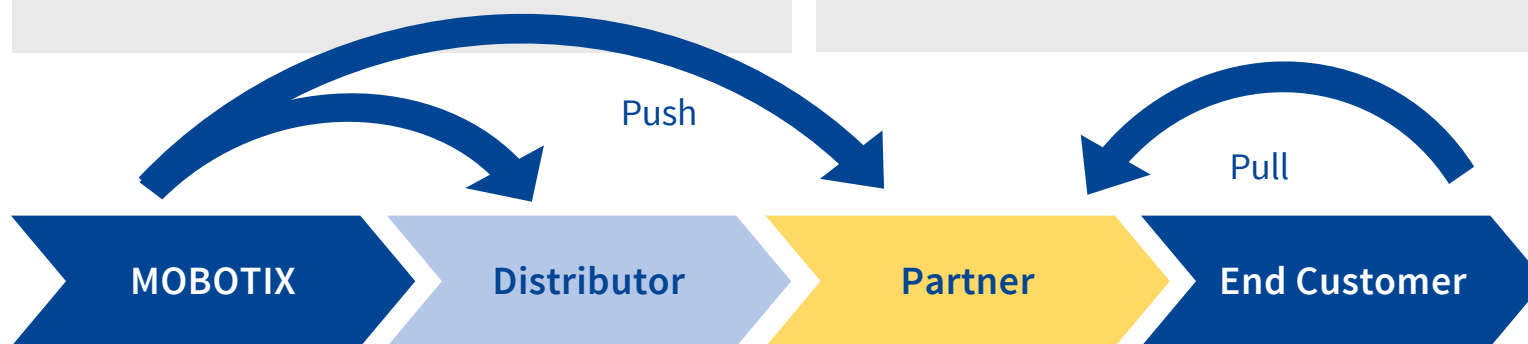 Push
Pull
MOBOTIX
Distributor
Partner
End Customer